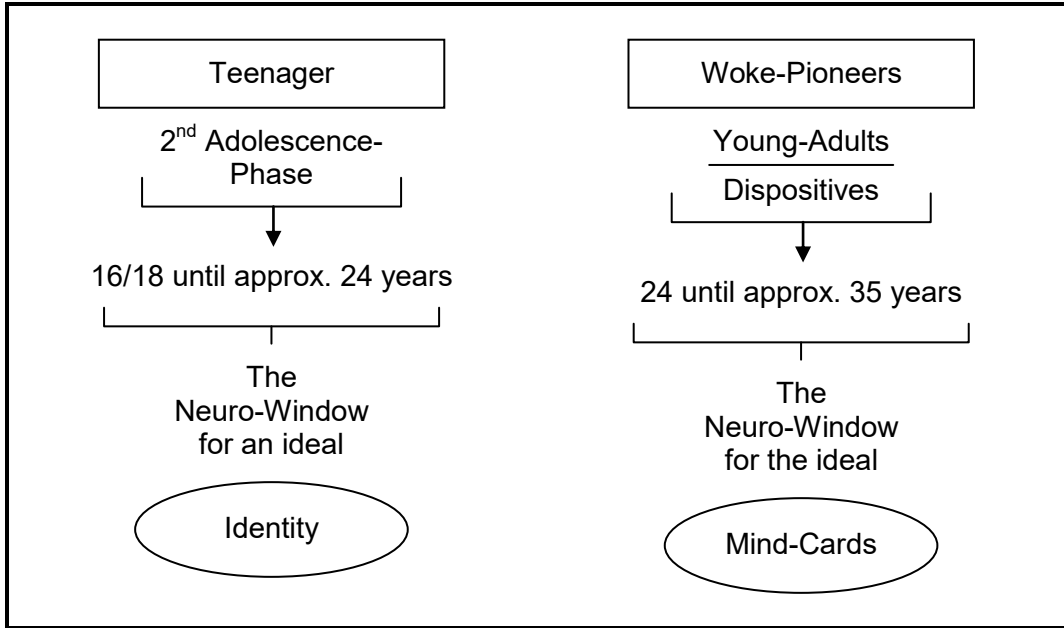 Teenager
2nd Adolescence-
Phase
16/18 until approx. 24 years
The
Neuro-Window
for an ideal
Identity
Woke-Pioneers
Young-Adults
Dispositives
24 until approx. 35 years
The
Neuro-Window
for the ideal
Mind-Cards